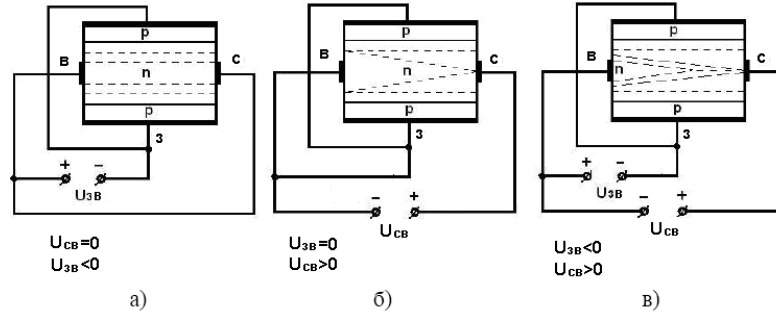 p
В
n
С
p
З
+ -
UЗВ
UСВ=0
UЗВ<0
а)
p
В
n
С
p
З
- +
UСВ
UЗВ=0
UСВ>0
б)
p
В
n
С
p
З
+ -
UЗВ
- +
UСВ
UЗВ<0
UСВ>0
в)